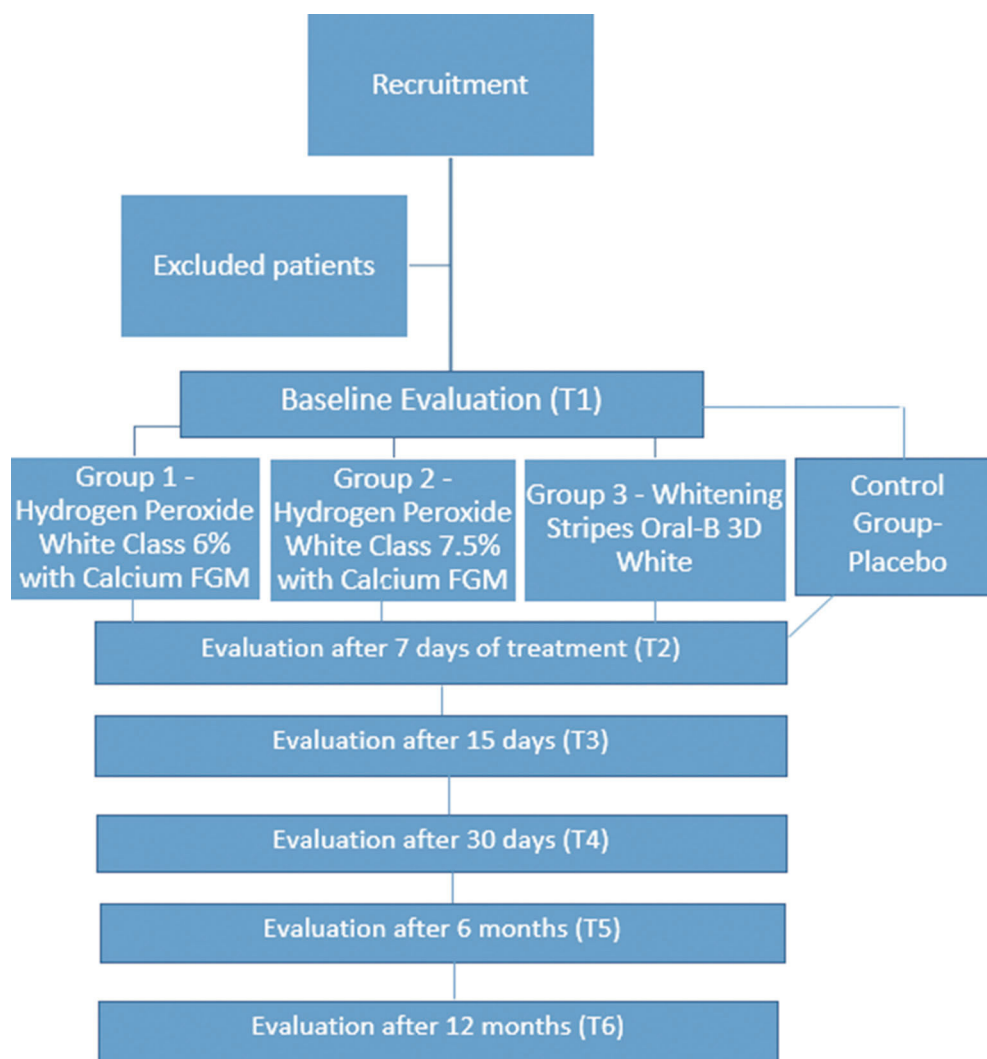 Recruitment
Excluded patients
Baseline Evaluation (T1)
Group 1 -
Hydrogen Peroxide
White Class 6%
with Calcium FGM
Group 2 -
Hydrogen Peroxide
White Class 7.5%
with Calcium FGM
Group 3 - Whitening
Stripes Oral-B 3D
White
Control
Group-
Placebo
Evaluation after 7 days of treatment (T2)
Evaluation after 15 days (T3)
Evaluation after 30 days (T4)
Evaluation after 6 months (T5)
Evaluation after 12 months (T6)